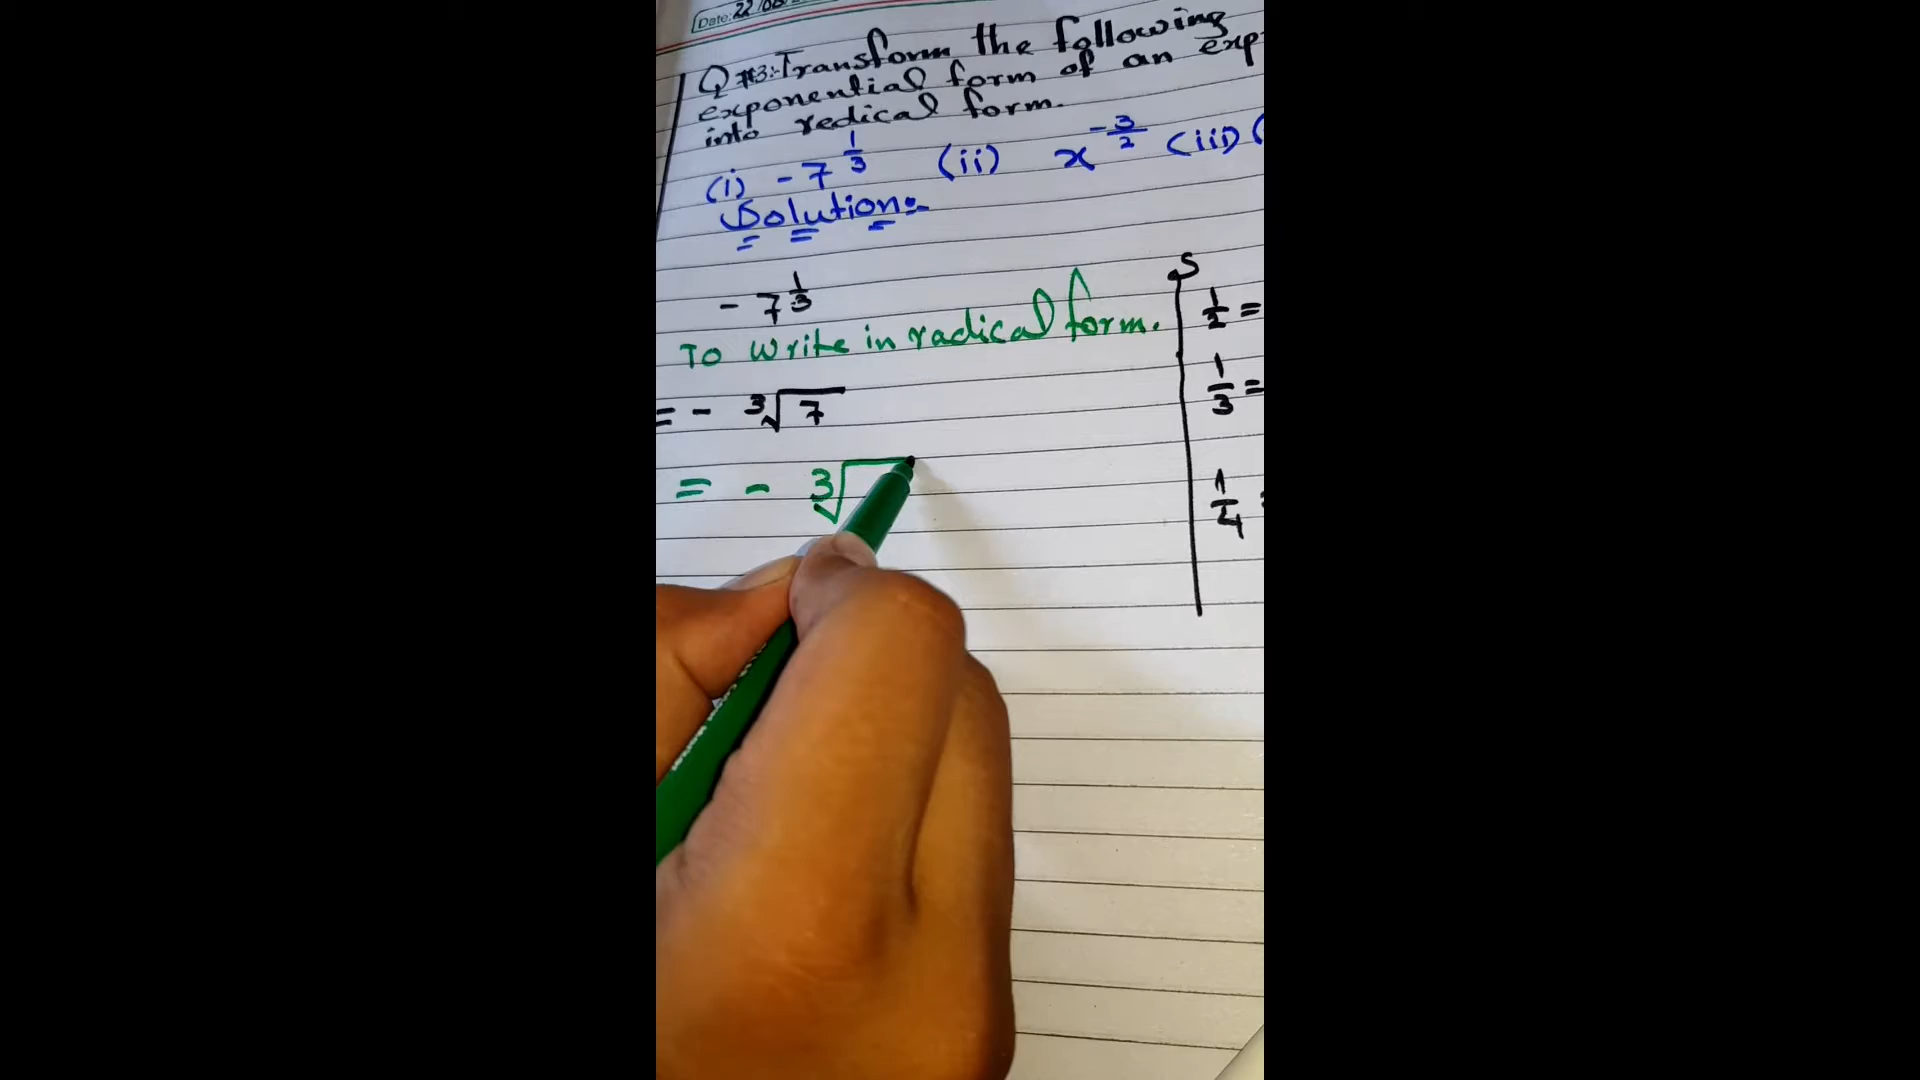 Date: 22/08
Q#3:-Transform the following
exponential form of an exp
into redical form.
(i) -7^{1/3} (ii) x^{-3/2} (iii) (
Solution:-
-7^{1/3}
To write in radical form.
= - ∛7
= - ∛
S
1/2 =
1/3 =
1/4 =